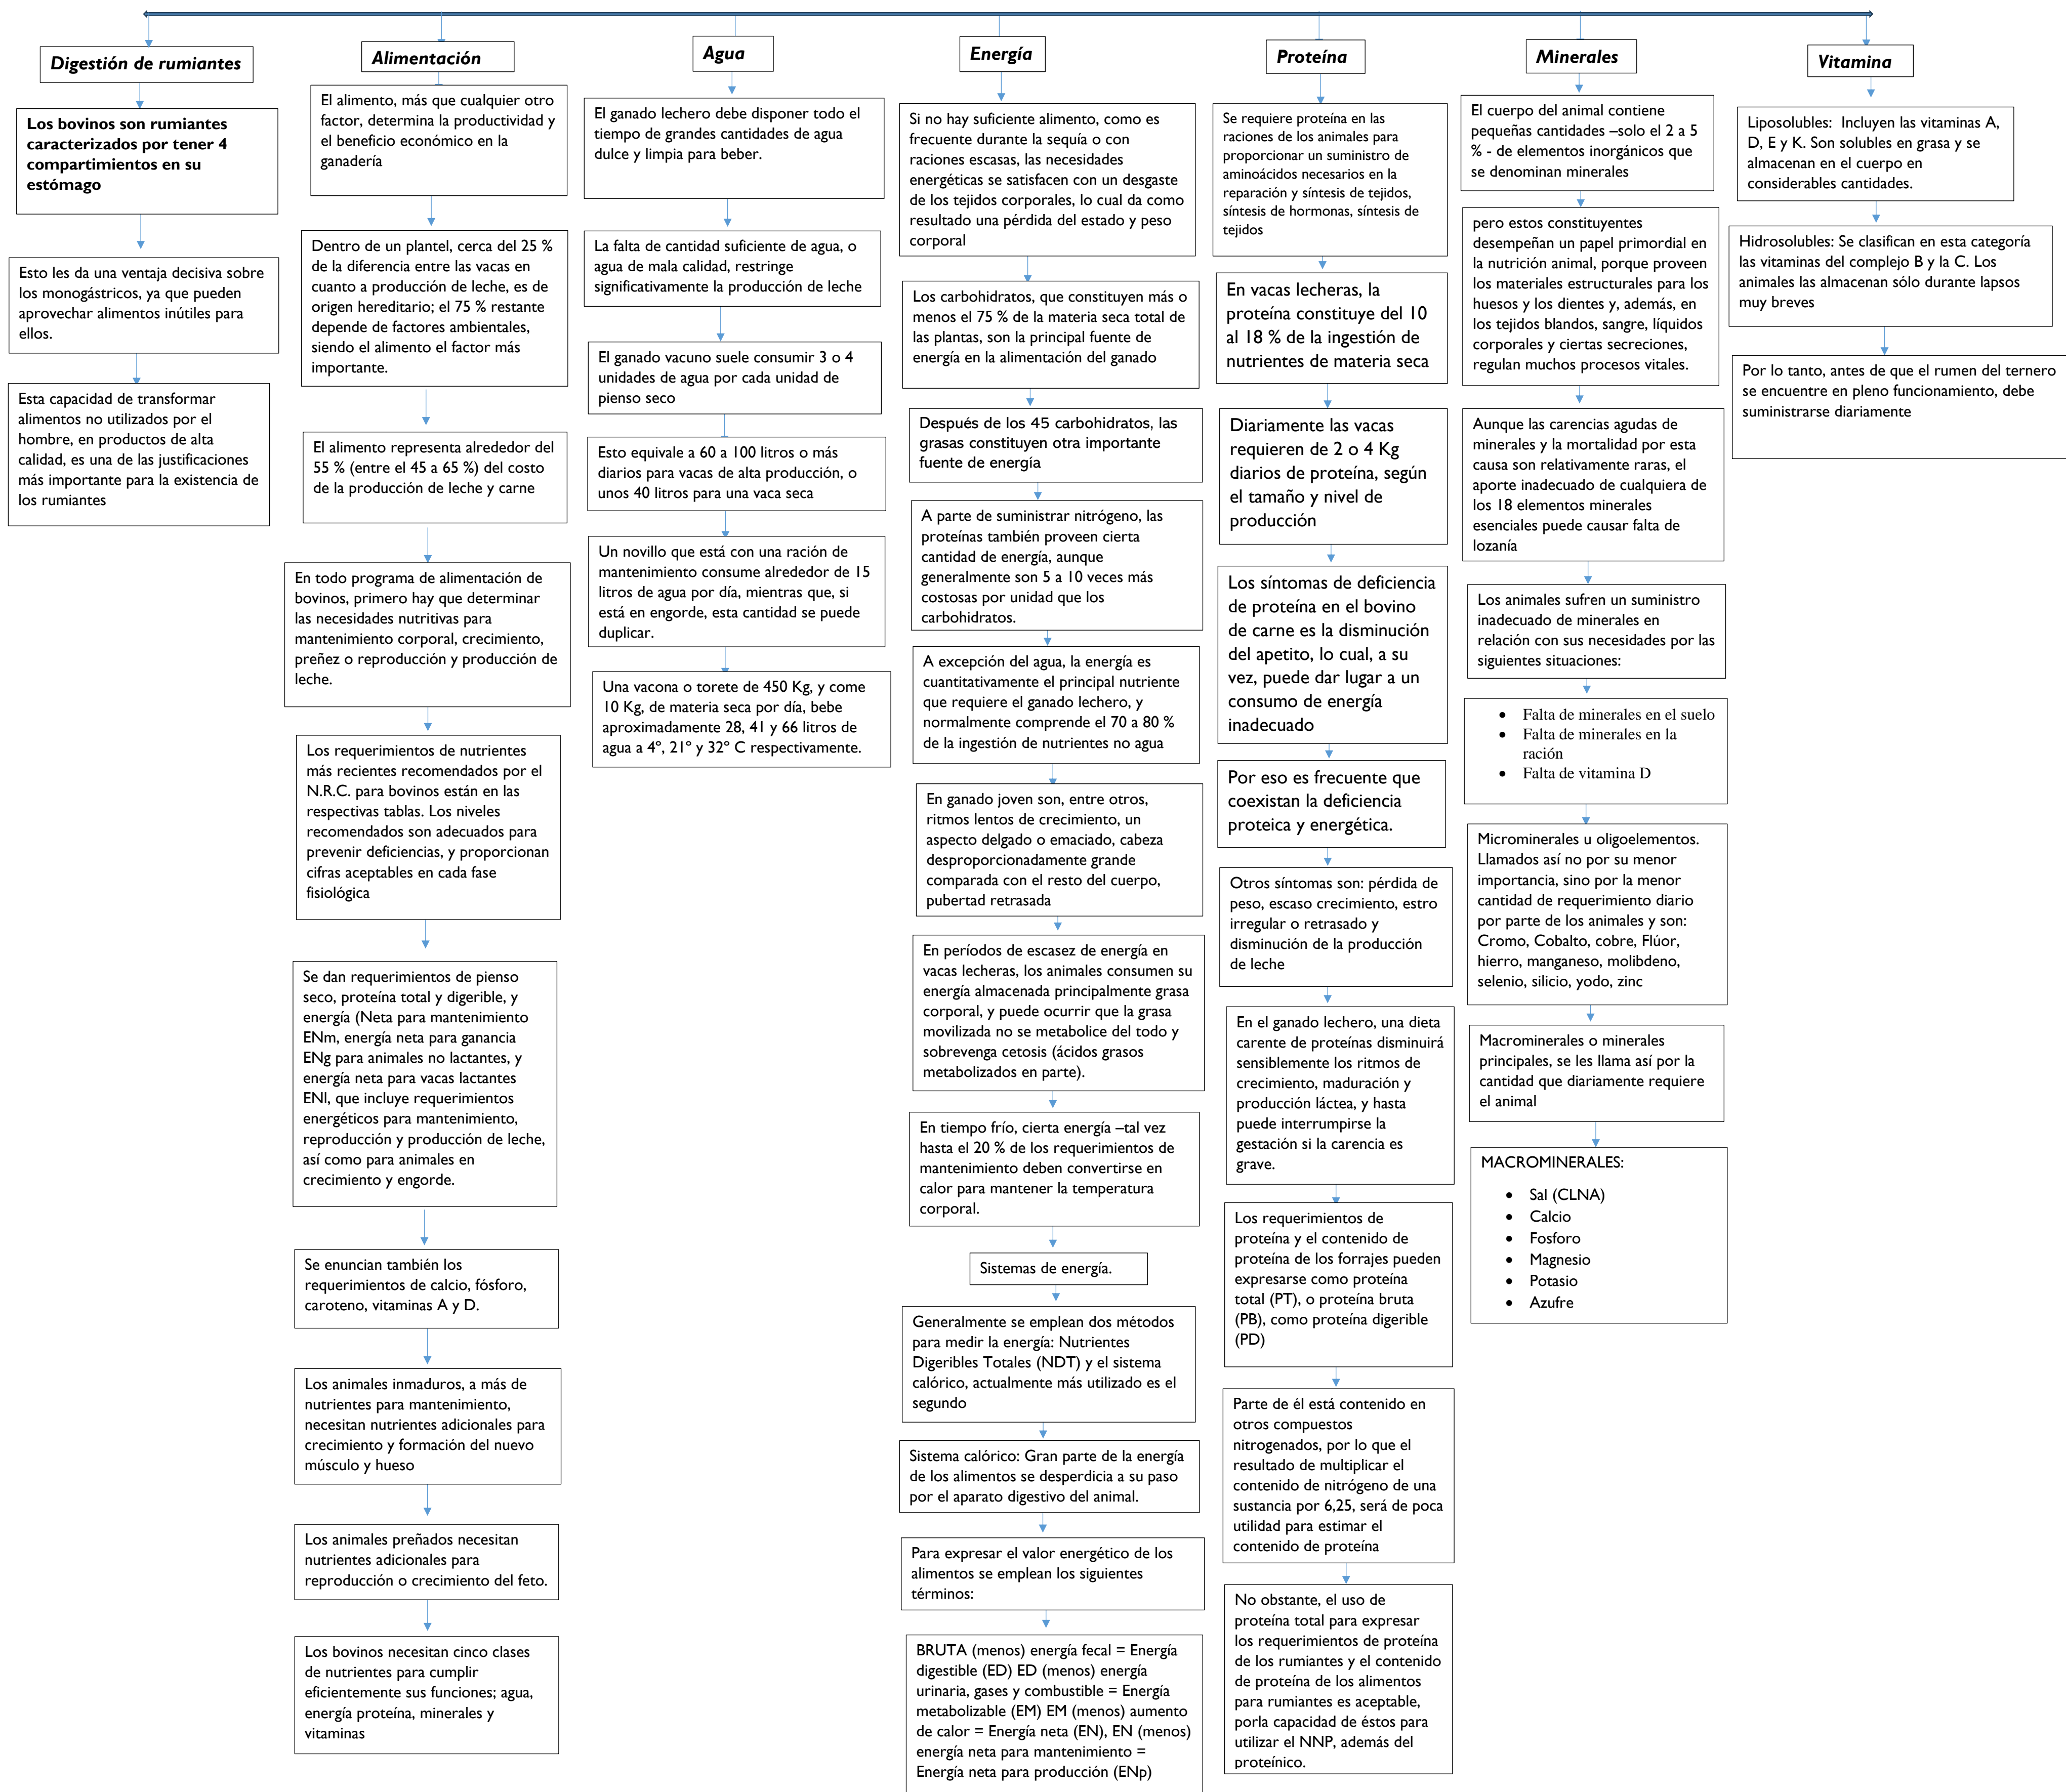 Digestión de rumiantes
Los bovinos son rumiantes
caracterizados por tener 4
compartimientos en su
estómago
Esto les da una ventaja decisiva sobre
los monogástricos, ya que pueden
aprovechar alimentos inútiles para
ellos.
Esta capacidad de transformar
alimentos no utilizados por el
hombre, en productos de alta
calidad, es una de las justificaciones
más importante para la existencia de
los rumiantes
Alimentación
El alimento, más que cualquier otro
factor, determina la productividad y
el beneficio económico en la
ganadería
Dentro de un plantel, cerca del 25 %
de la diferencia entre las vacas en
cuanto a producción de leche, es de
origen hereditario; el 75 % restante
depende de factores ambientales,
siendo el alimento el factor más
importante.
El alimento representa alrededor del
55 % (entre el 45 a 65 %) del costo
de la producción de leche y carne
En todo programa de alimentación de
bovinos, primero hay que determinar
las necesidades nutritivas para
mantenimiento corporal, crecimiento,
preñez o reproducción y producción de
leche.
Los requerimientos de nutrientes
más recientes recomendados por el
N.R.C. para bovinos están en las
respectivas tablas. Los niveles
recomendados son adecuados para
prevenir deficiencias, y proporcionan
cifras aceptables en cada fase
fisiológica
Se dan requerimientos de pienso
seco, proteína total y digerible, y
energía (Neta para mantenimiento
ENm, energía neta para ganancia
ENg para animales no lactantes, y
energía neta para vacas lactantes
ENl, que incluye requerimientos
energéticos para mantenimiento,
reproducción y producción de leche,
así como para animales en
crecimiento y engorde.
Se enuncian también los
requerimientos de calcio, fósforo,
caroteno, vitaminas A y D.
Los animales inmaduros, a más de
nutrientes para mantenimiento,
necesitan nutrientes adicionales para
crecimiento y formación del nuevo
músculo y hueso
Los animales preñados necesitan
nutrientes adicionales para
reproducción o crecimiento del feto.
Los bovinos necesitan cinco clases
de nutrientes para cumplir
eficientemente sus funciones; agua,
energía proteína, minerales y
vitaminas
Agua
El ganado lechero debe disponer todo el
tiempo de grandes cantidades de agua
dulce y limpia para beber.
La falta de cantidad suficiente de agua, o
agua de mala calidad, restringe
significativamente la producción de leche
El ganado vacuno suele consumir 3 o 4
unidades de agua por cada unidad de
pienso seco
Esto equivale a 60 a 100 litros o más
diarios para vacas de alta producción, o
unos 40 litros para una vaca seca
Un novillo que está con una ración de
mantenimiento consume alrededor de 15
litros de agua por día, mientras que, si
está en engorde, esta cantidad se puede
duplicar.
Una vacona o torete de 450 Kg, y come
10 Kg, de materia seca por día, bebe
aproximadamente 28, 41 y 66 litros de
agua a 4º, 21º y 32º C respectivamente.
Energía
Si no hay suficiente alimento, como es
frecuente durante la sequía o con
raciones escasas, las necesidades
energéticas se satisfacen con un desgaste
de los tejidos corporales, lo cual da como
resultado una pérdida del estado y peso
corporal
Los carbohidratos, que constituyen más o
menos el 75 % de la materia seca total de
las plantas, son la principal fuente de
energía en la alimentación del ganado
Después de los 45 carbohidratos, las
grasas constituyen otra importante
fuente de energía
A parte de suministrar nitrógeno, las
proteínas también proveen cierta
cantidad de energía, aunque
generalmente son 5 a 10 veces más
costosas por unidad que los
carbohidratos.
A excepción del agua, la energía es
cuantitativamente el principal nutriente
que requiere el ganado lechero, y
normalmente comprende el 70 a 80 %
de la ingestión de nutrientes no agua
En ganado joven son, entre otros,
ritmos lentos de crecimiento, un
aspecto delgado o emaciado, cabeza
desproporcionadamente grande
comparada con el resto del cuerpo,
pubertad retrasada
En períodos de escasez de energía en
vacas lecheras, los animales consumen su
energía almacenada principalmente grasa
corporal, y puede ocurrir que la grasa
movilizada no se metabolice del todo y
sobrevenga cetosis (ácidos grasos
metabolizados en parte).
En tiempo frío, cierta energía –tal vez
hasta el 20 % de los requerimientos de
mantenimiento deben convertirse en
calor para mantener la temperatura
corporal.
Sistemas de energía.
Generalmente se emplean dos métodos
para medir la energía: Nutrientes
Digeribles Totales (NDT) y el sistema
calórico, actualmente más utilizado es el
segundo
Sistema calórico: Gran parte de la energía
de los alimentos se desperdicia a su paso
por el aparato digestivo del animal.
Para expresar el valor energético de los
alimentos se emplean los siguientes
términos:
BRUTA (menos) energía fecal = Energía
digestible (ED) ED (menos) energía
urinaria, gases y combustible = Energía
metabolizable (EM) EM (menos) aumento
de calor = Energía neta (EN), EN (menos)
energía neta para mantenimiento =
Energía neta para producción (ENp)
Proteína
Se requiere proteína en las
raciones de los animales para
proporcionar un suministro de
aminoácidos necesarios en la
reparación y síntesis de tejidos,
síntesis de hormonas, síntesis de
tejidos
En vacas lecheras, la
proteína constituye del 10
al 18 % de la ingestión de
nutrientes de materia seca
Diariamente las vacas
requieren de 2 o 4 Kg
diarios de proteína, según
el tamaño y nivel de
producción
Los síntomas de deficiencia
de proteína en el bovino
de carne es la disminución
del apetito, lo cual, a su
vez, puede dar lugar a un
consumo de energía
inadecuado
Por eso es frecuente que
coexistan la deficiencia
proteica y energética.
Otros síntomas son: pérdida de
peso, escaso crecimiento, estro
irregular o retrasado y
disminución de la producción
de leche
En el ganado lechero, una dieta
carente de proteínas disminuirá
sensiblemente los ritmos de
crecimiento, maduración y
producción láctea, y hasta
puede interrumpirse la
gestación si la carencia es
grave.
Los requerimientos de
proteína y el contenido de
proteína de los forrajes pueden
expresarse como proteína
total (PT), o proteína bruta
(PB), como proteína digerible
(PD)
Parte de él está contenido en
otros compuestos
nitrogenados, por lo que el
resultado de multiplicar el
contenido de nitrógeno de una
sustancia por 6,25, será de poca
utilidad para estimar el
contenido de proteína
No obstante, el uso de
proteína total para expresar
los requerimientos de proteína
de los rumiantes y el contenido
de proteína de los alimentos
para rumiantes es aceptable,
porla capacidad de éstos para
utilizar el NNP, además del
proteínico.
Minerales
El cuerpo del animal contiene
pequeñas cantidades –solo el 2 a 5
% - de elementos inorgánicos que
se denominan minerales
pero estos constituyentes
desempeñan un papel primordial en
la nutrición animal, porque proveen
los materiales estructurales para los
huesos y los dientes y, además, en
los tejidos blandos, sangre, líquidos
corporales y ciertas secreciones,
regulan muchos procesos vitales.
Aunque las carencias agudas de
minerales y la mortalidad por esta
causa son relativamente raras, el
aporte inadecuado de cualquiera de
los 18 elementos minerales
esenciales puede causar falta de
lozanía
Los animales sufren un suministro
inadecuado de minerales en
relación con sus necesidades por las
siguientes situaciones:
• Falta de minerales en el suelo
• Falta de minerales en la
ración
• Falta de vitamina D
Microminerales u oligoelementos.
Llamados así no por su menor
importancia, sino por la menor
cantidad de requerimiento diario
por parte de los animales y son:
Cromo, Cobalto, cobre, Flúor,
hierro, manganeso, molibdeno,
selenio, silicio, yodo, zinc
Macrominerales o minerales
principales, se les llama así por la
cantidad que diariamente requiere
el animal
MACROMINERALES:
• Sal (CLNA)
• Calcio
• Fosforo
• Magnesio
• Potasio
• Azufre
Vitamina
Liposolubles: Incluyen las vitaminas A,
D, E y K. Son solubles en grasa y se
almacenan en el cuerpo en
considerables cantidades.
Hidrosolubles: Se clasifican en esta categoría
las vitaminas del complejo B y la C. Los
animales las almacenan sólo durante lapsos
muy breves
Por lo tanto, antes de que el rumen del ternero
se encuentre en pleno funcionamiento, debe
suministrarse diariamente